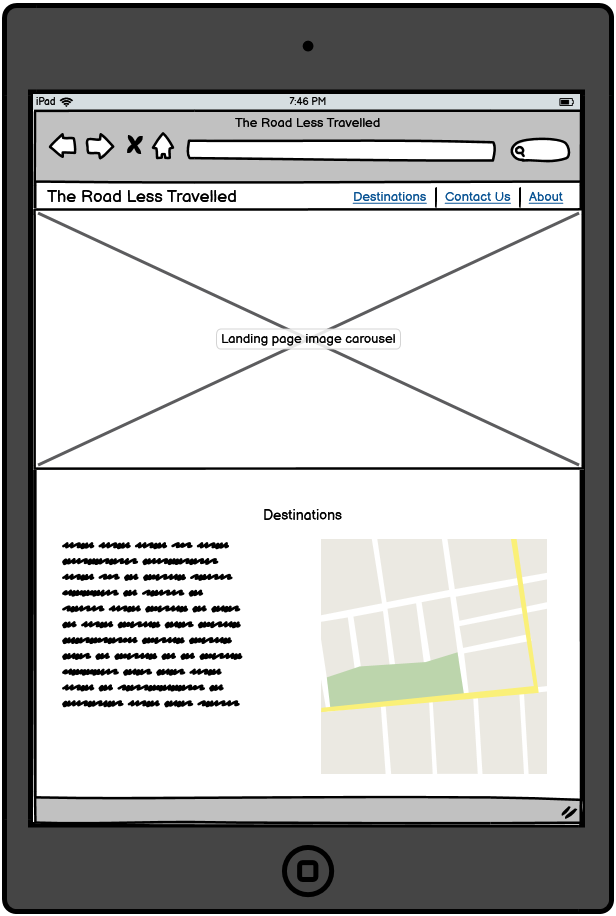 iPad 7:46 PM
The Road Less Travelled
The Road Less Travelled Destinations Contact Us About
Landing page image carousel
Destinations